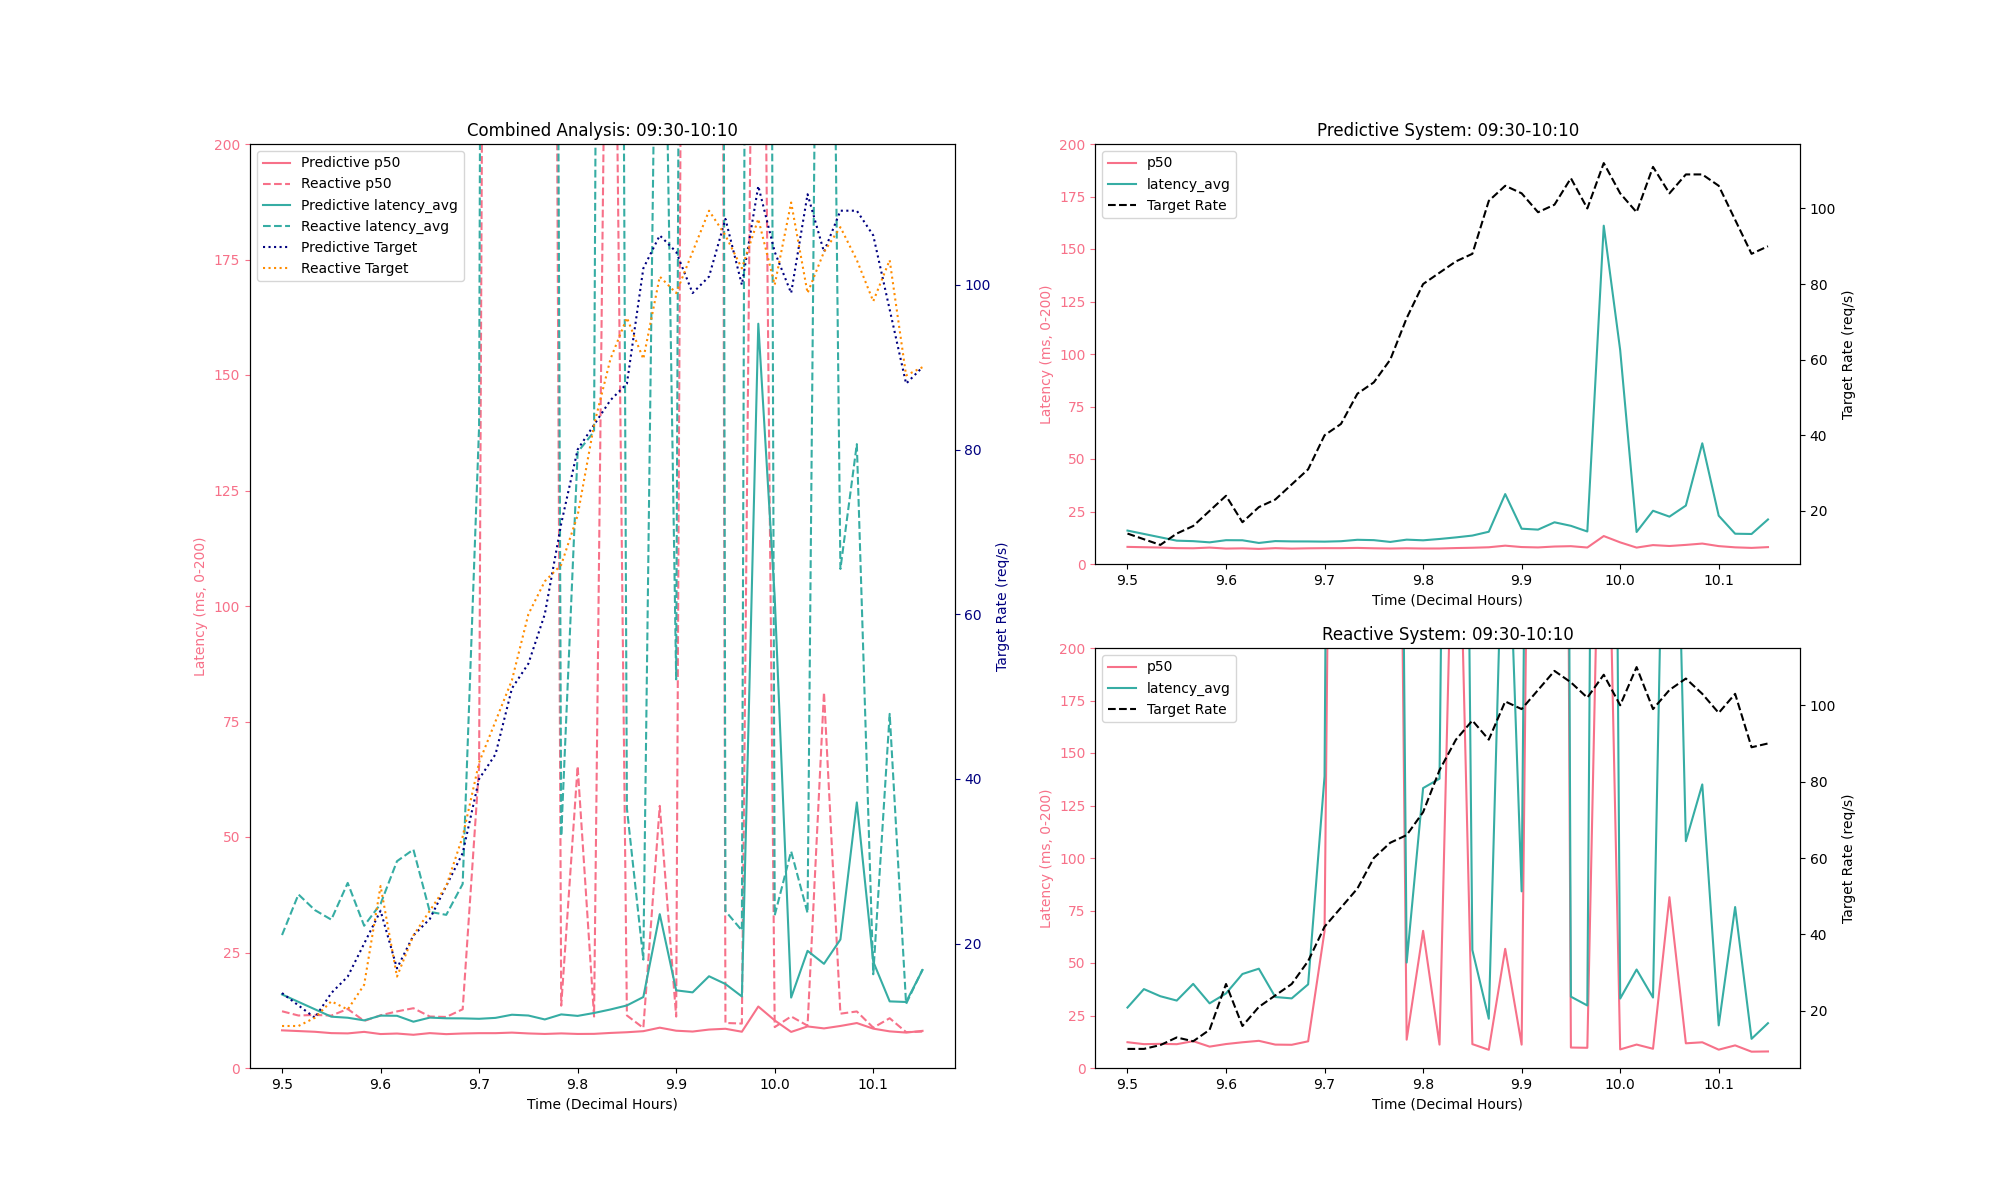 Combined Analysis: 09:30-10:10
Predictive p50
Reactive p50
Predictive latency_avg
Reactive latency_avg
Predictive Target
Reactive Target
Latency (ms, 0-200)
200
175
150
125
100
75
50
25
0
9.5 9.6 9.7 9.8 9.9 10.0 10.1
Time (Decimal Hours)
100
80
60
40
20
Target Rate (req/s)
Predictive System: 09:30-10:10
p50
latency_avg
Target Rate
Latency (ms, 0-200)
200
175
150
125
100
75
50
25
0
9.5 9.6 9.7 9.8 9.9 10.0 10.1
Time (Decimal Hours)
100
80
60
40
20
Target Rate (req/s)
Reactive System: 09:30-10:10
p50
latency_avg
Target Rate
Latency (ms, 0-200)
200
175
150
125
100
75
50
25
0
9.5 9.6 9.7 9.8 9.9 10.0 10.1
Time (Decimal Hours)
100
80
60
40
20
Target Rate (req/s)